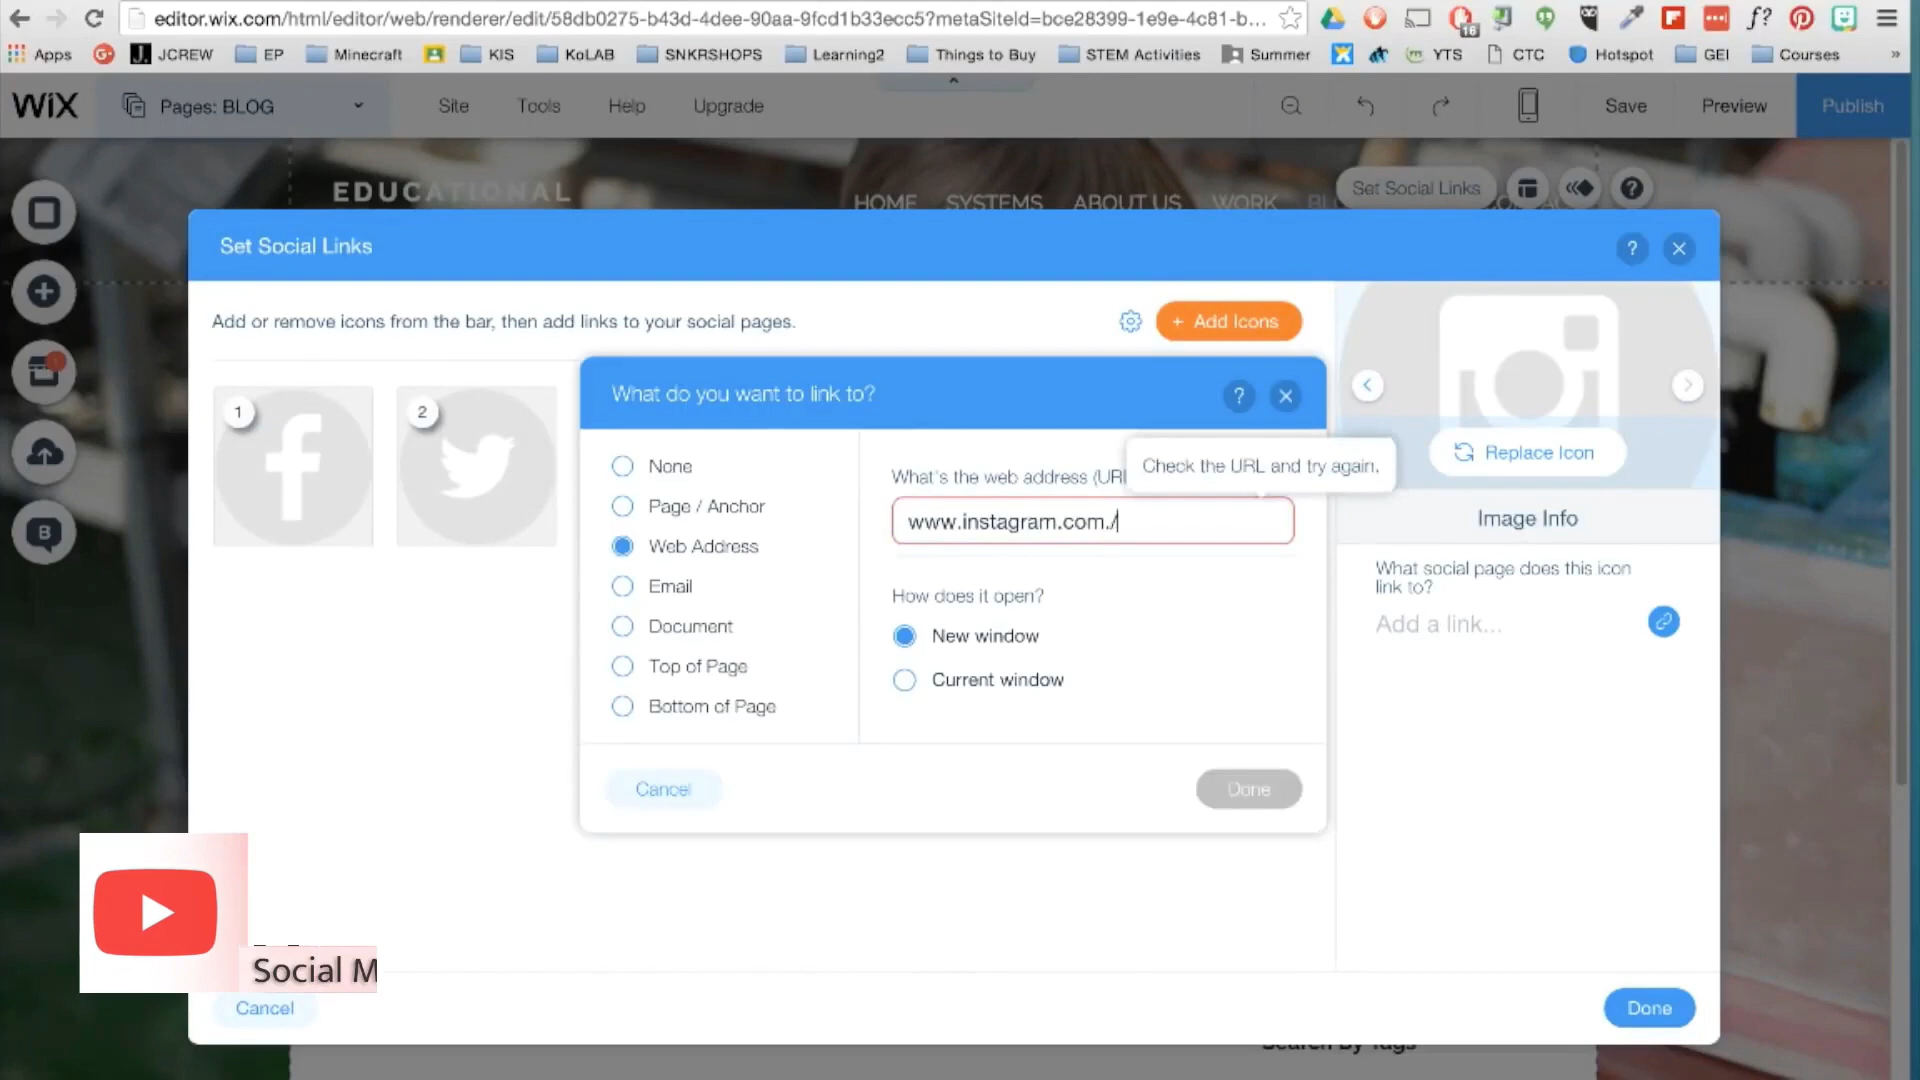 editor.wix.com/html/editor/web/renderer/edit/58db0275-b43d-4dee-90aa-9fcd1b33ecc5?metaSiteId=bce28399-1e9e-4c81-b...
16
f?
Apps
J.
JCREW
EP
Minecraft
KIS
KoLAB
SNKRSHOPS
Learning2
Things to Buy
STEM Activities
Summer
YTS
CTC
Hotspot
GEI
Courses
»
WiX
Pages: BLOG
Site
Tools
Help
Upgrade
Save
Preview
Publish
EDUCATIONAL
HOME
SYSTEMS
ABOUT US
WORK
Set Social Links
?
Set Social Links
?
Add or remove icons from the bar, then add links to your social pages.
+ Add Icons
1
2
What do you want to link to?
?
None
Page / Anchor
Web Address
Email
Document
Top of Page
Bottom of Page
What's the web address (URL
Check the URL and try again.
www.instagram.com./
How does it open?
New window
Current window
Cancel
Done
Replace Icon
Image Info
What social page does this icon
link to?
Add a link...
B
Social M
Cancel
Done
Search By Tags